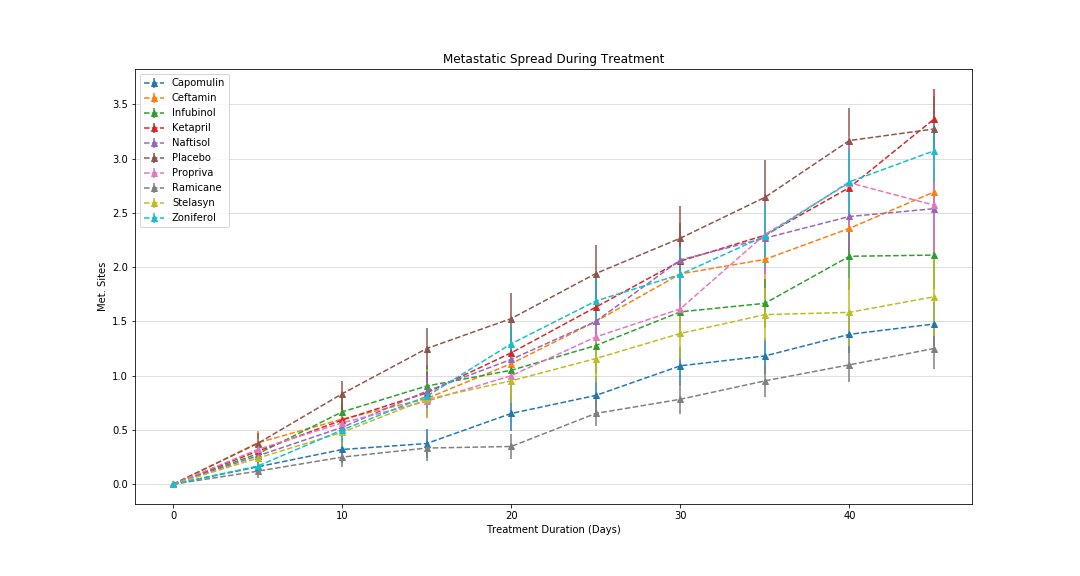 Metastatic Spread During Treatment
Capomulin
Ceftamin
Infubinol
Ketapril
Naftisol
Placebo
Propriva
Ramicane
Stelasyn
Zoniferol
3.5
3.0
2.5
2.0
1.5
1.0
0.5
0.0
Met. Sites
0 10 20 30 40
Treatment Duration (Days)